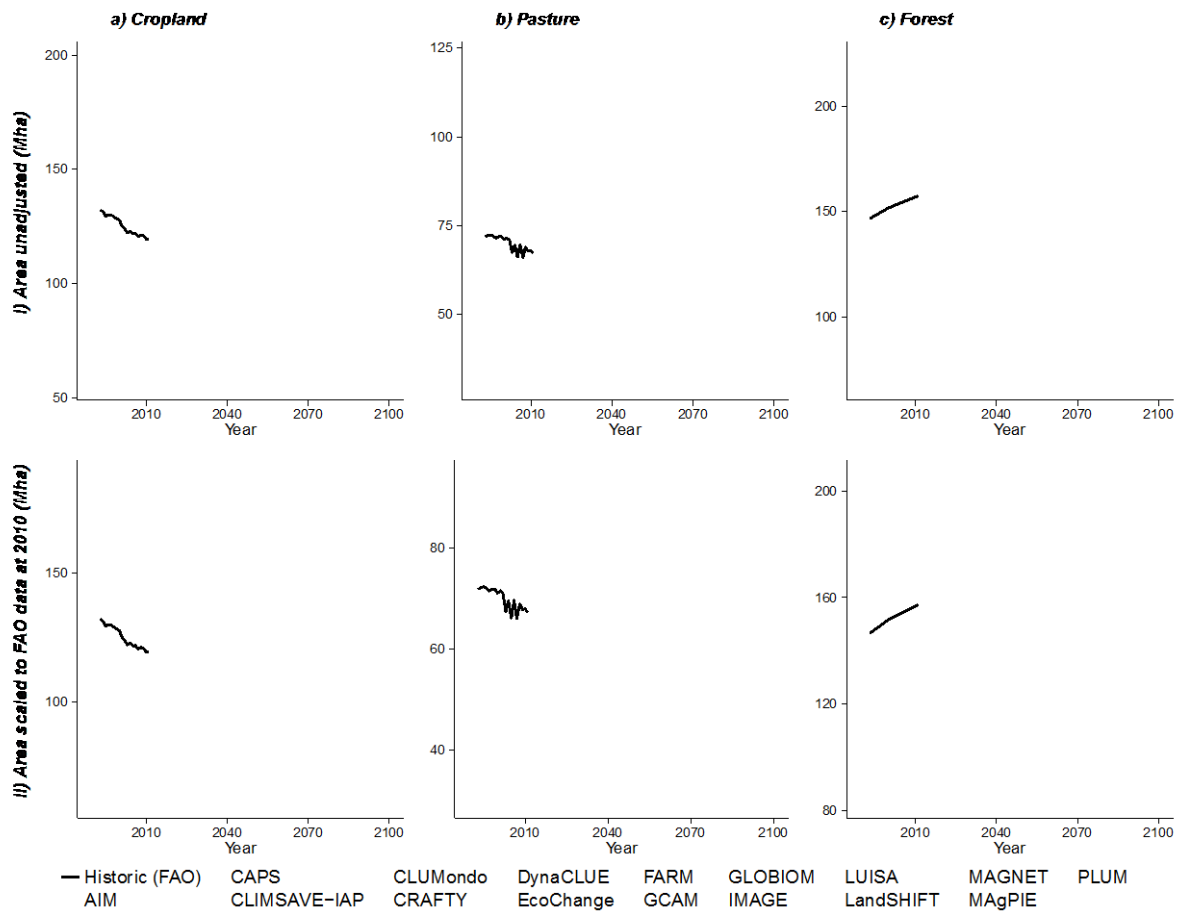 a) Cropland
b) Pasture
c) Forest
I) Area unadjusted (Mha)
200
150
100
50
2010 2040 2070 2100
Year
125
100
75
50
2010 2040 2070 2100
Year
200
150
100
2010 2040 2070 2100
Year
II) Area scaled to FAO data at 2010 (Mha)
150
100
2010 2040 2070 2100
Year
80
60
40
2010 2040 2070 2100
Year
200
160
120
80
2010 2040 2070 2100
Year
Historic (FAO) CAPS CLUMondo DynaCLUE FARM GLOBIOM LUISA MAGNET PLUM
AIM CLIMSAVE−IAP CRAFTY EcoChange GCAM IMAGE LandSHIFT MAgPIE